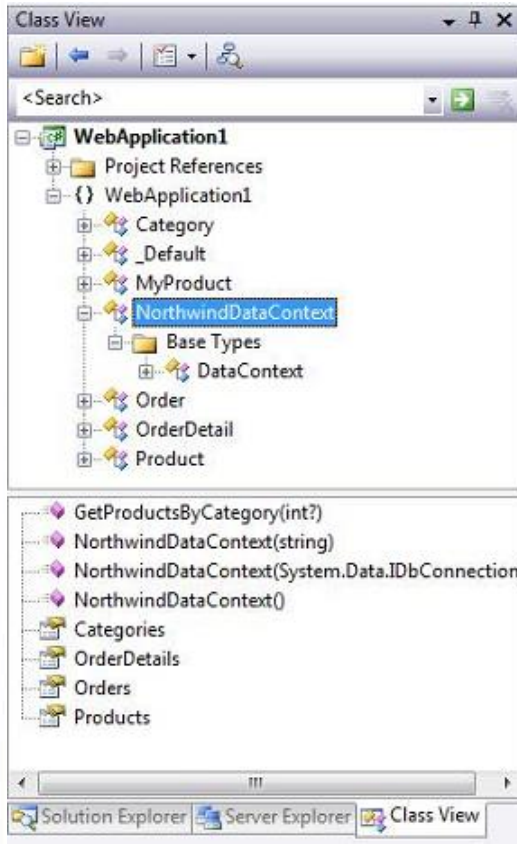 Class View
<Search>
WebApplication1
Project References
{} WebApplication1
Category
_Default
MyProduct
NorthwindDataContext
Base Types
DataContext
Order
OrderDetail
Product
GetProductsByCategory(int?)
NorthwindDataContext(string)
NorthwindDataContext(System.Data.IDbConnection
NorthwindDataContext()
Categories
OrderDetails
Orders
Products
Solution Explorer Server Explorer Class View